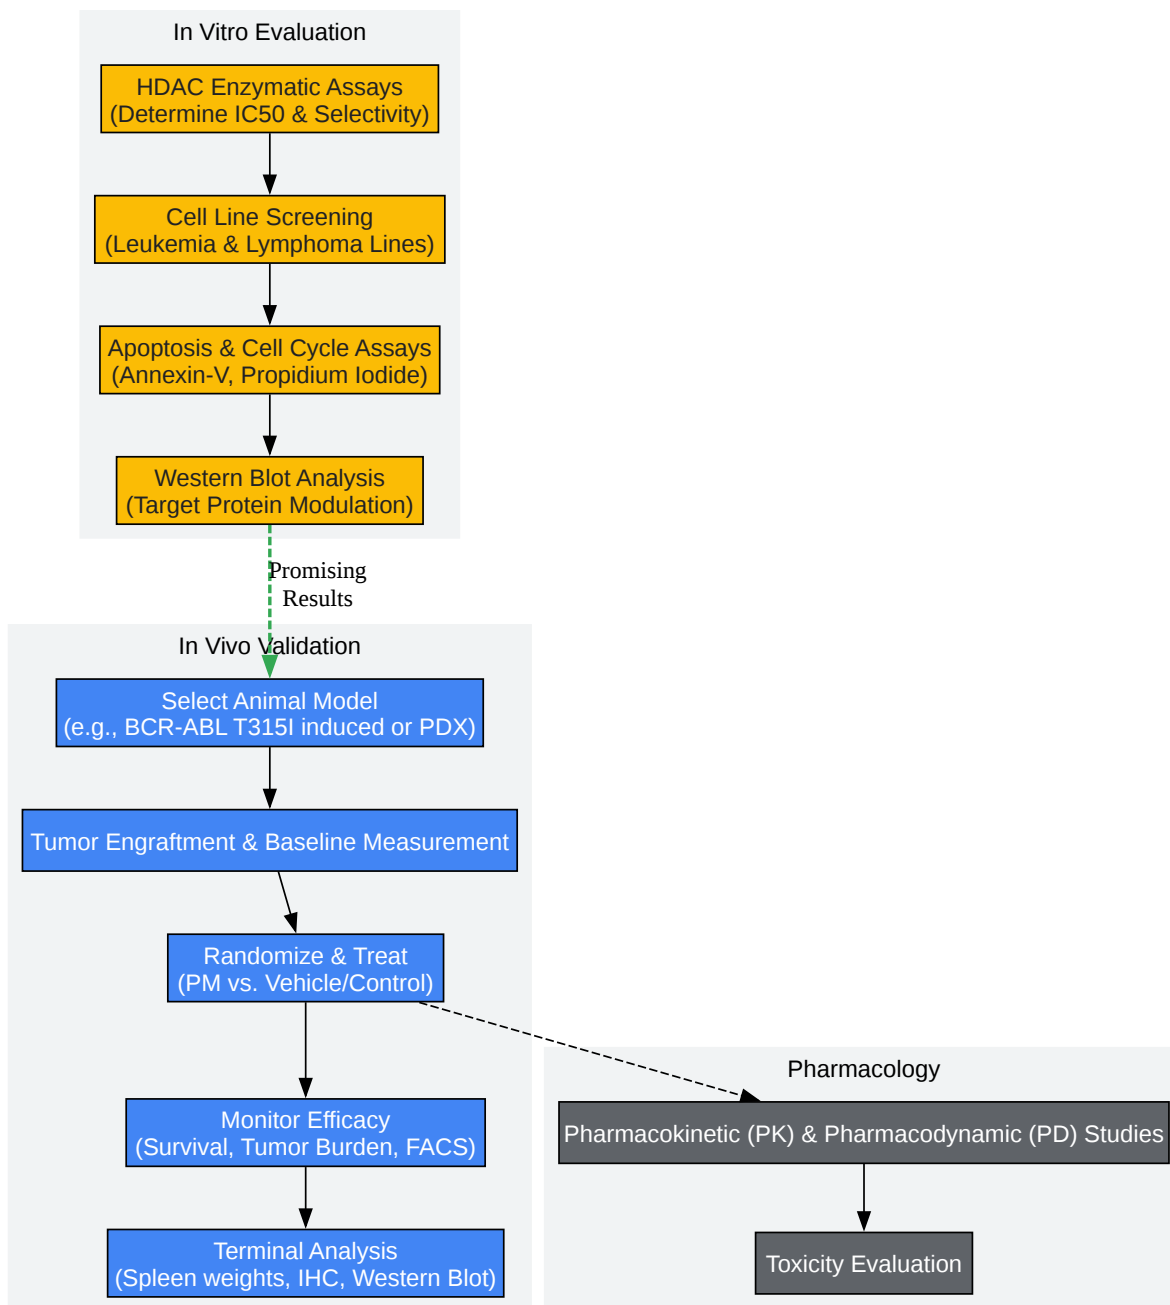 In Vitro Evaluation
HDAC Enzymatic Assays
(Determine IC50 & Selectivity)
Cell Line Screening
(Leukemia & Lymphoma Lines)
Apoptosis & Cell Cycle Assays
(Annexin-V, Propidium Iodide)
Western Blot Analysis
(Target Protein Modulation)
Promising
Results
In Vivo Validation
Select Animal Model
(e.g., BCR-ABL T315I induced or PDX)
Tumor Engraftment & Baseline Measurement
Randomize & Treat
(PM vs. Vehicle/Control)
Monitor Efficacy
(Survival, Tumor Burden, FACS)
Terminal Analysis
(Spleen weights, IHC, Western Blot)
Pharmacology
Pharmacokinetic (PK) & Pharmacodynamic (PD) Studies
Toxicity Evaluation